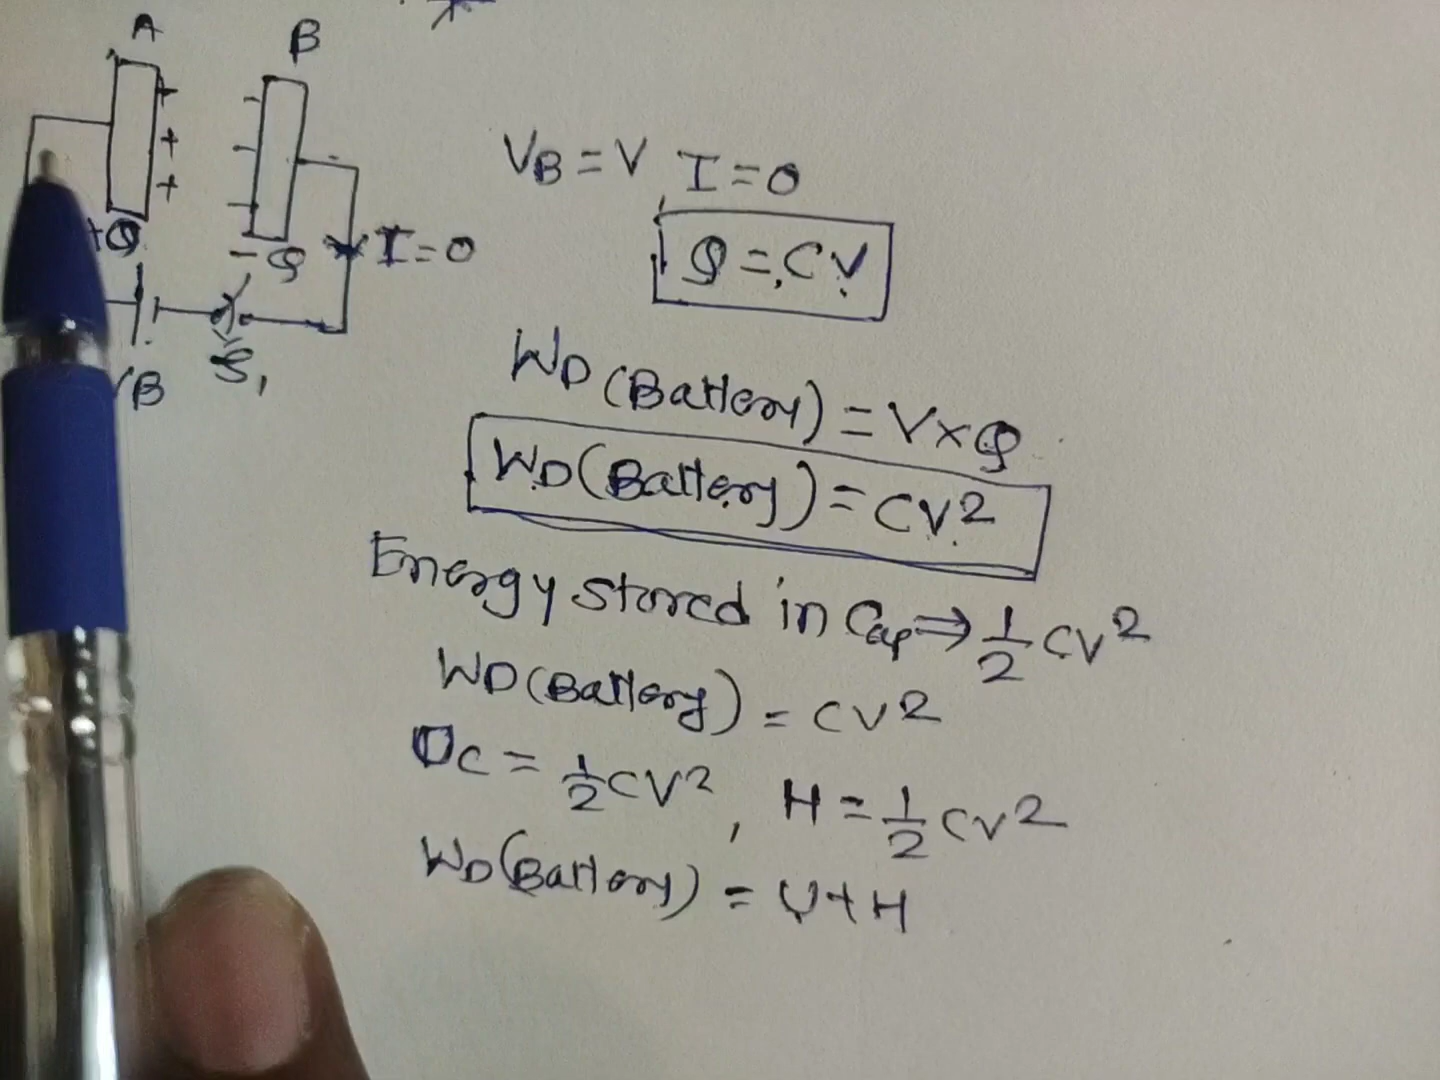 A B
+ -
+ -
+ -
+Q -Q
I=0
B S1
VB=V I=0
Q=CV
WD(Battery)=V×Q
WD(Battery)=CV²
Energy stored in Cap⇒1/2 CV²
WD(Battery)=CV²
UC=1/2 CV², H=1/2 CV²
WD(Battery)=U+H